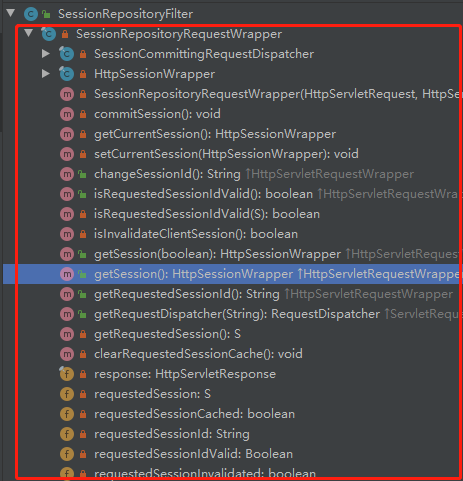 SessionRepositoryFilter
SessionRepositoryRequestWrapper
SessionCommittingRequestDispatcher
HttpSessionWrapper
SessionRepositoryRequestWrapper(HttpServletRequest, HttpSe
commitSession(): void
getCurrentSession(): HttpSessionWrapper
setCurrentSession(HttpSessionWrapper): void
changeSessionId(): String ↑HttpServletRequestWrapper
isRequestedSessionIdValid(): boolean ↑HttpServletRequestWra
isRequestedSessionIdValid(S): boolean
isInvalidateClientSession(): boolean
getSession(boolean): HttpSessionWrapper ↑HttpServletReques
getSession(): HttpSessionWrapper ↑HttpServletRequestWrapper
getRequestedSessionId(): String ↑HttpServletRequestWrapper
getRequestDispatcher(String): RequestDispatcher ↑ServletReque
getRequestedSession(): S
clearRequestedSessionCache(): void
response: HttpServletResponse
requestedSession: S
requestedSessionCached: boolean
requestedSessionId: String
requestedSessionIdValid: Boolean
requestedSessionInvalidated: boolean